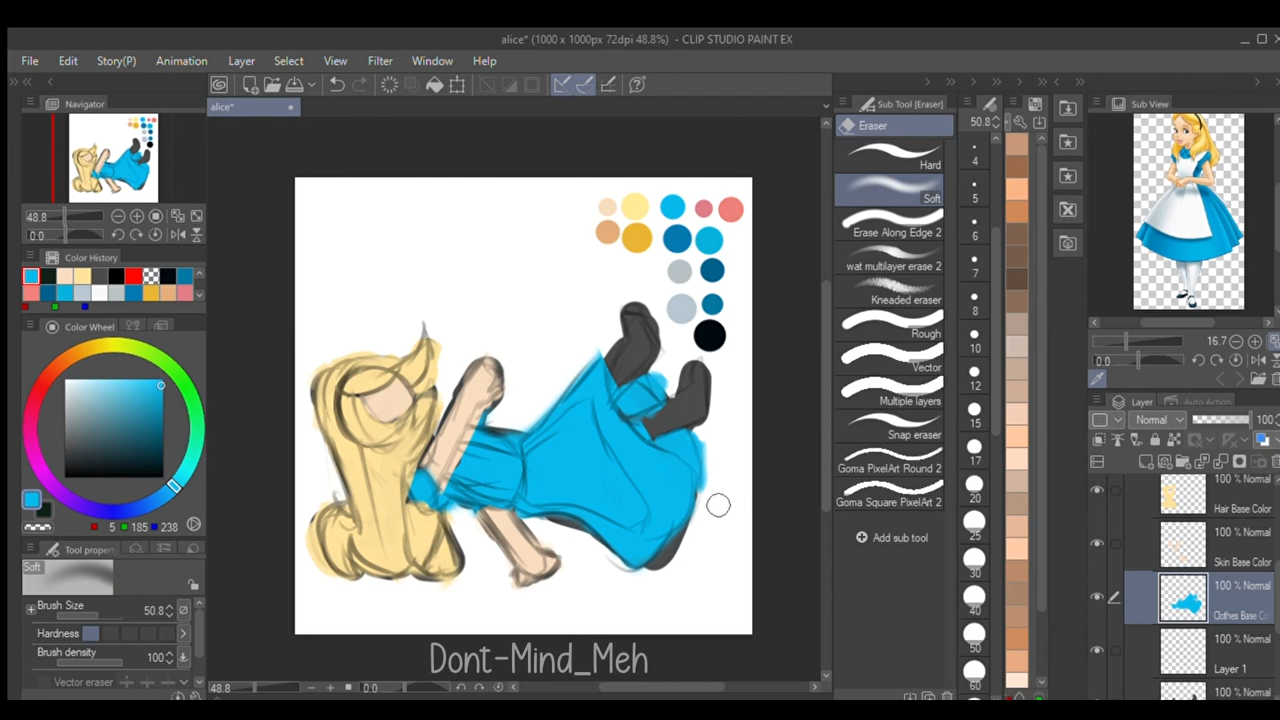 alice* (1000 x 1000px 72dpi 48.8%) - CLIP STUDIO PAINT EX
File Edit Story(P) Animation Layer Select View Filter Window Help
Navigator
alice*
Sub Tool [Eraser]
50.8
Sub View
Eraser
Hard
Soft
Erase Along Edge 2
wat multilayer erase 2
Kneaded eraser
Rough
Vector
Multiple layers
Snap eraser
Goma PixelArt Round 2
Goma Square PixelArt 2
Add sub tool
4
5
6
7
8
10
12
15
17
20
25
30
40
50
60
48.8
0.0
Color History
Color Wheel
5 185 238
Tool propert
Soft
Brush Size 50.8
Hardness
Brush density 100
Vector eraser
Dont-Mind_Meh
48.8 0.0
16.7
0.0
Layer Auto Action
Normal 100
100 % Normal
Hair Base Color
100 % Normal
Skin Base Color
100 % Normal
Clothes Base Co
100 % Normal
Layer 1
100 % Normal